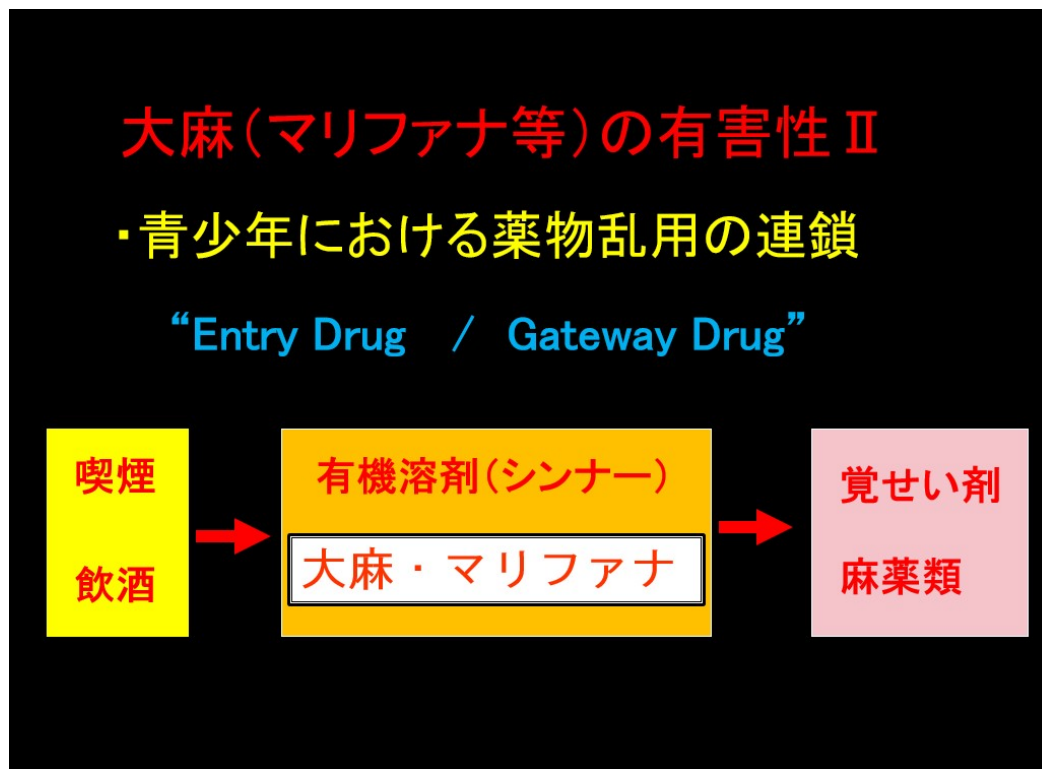 大麻(マリファナ等)の有害性Ⅱ
・青少年における薬物乱用の連鎖
“Entry Drug / Gateway Drug”
喫煙
飲酒
有機溶剤(シンナー)
大麻・マリファナ
覚せい剤
麻薬類